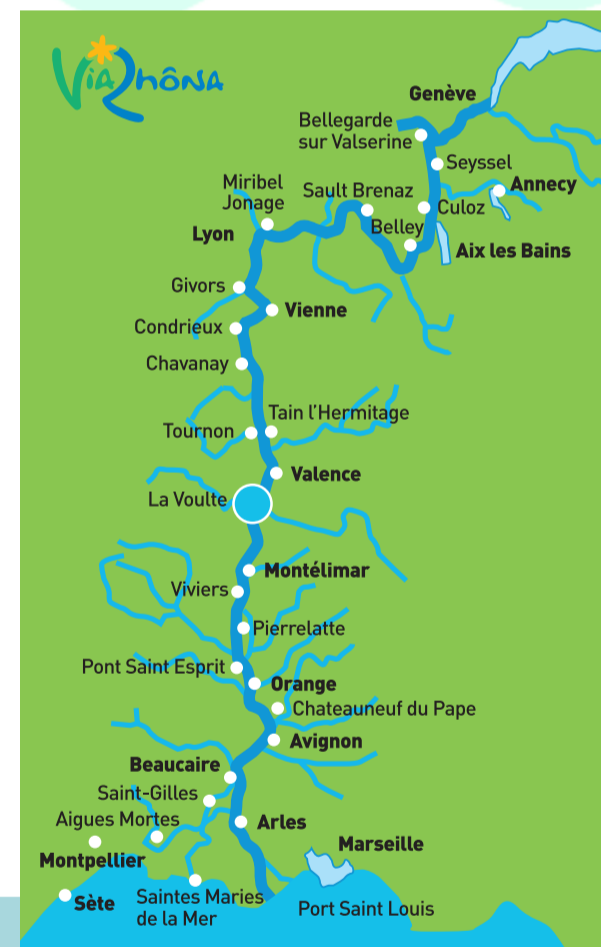 ViaRhôna
Genève
Bellegarde
sur Valserine
Seyssel
Miribel
Jonage
Sault Brenaz
Annecy
Culoz
Belley
Lyon
Aix les Bains
Givors
Vienne
Condrieux
Chavanay
Tain l'Hermitage
Tournon
Valence
La Voulte
Montélimar
Viviers
Pierrelatte
Pont Saint Esprit
Orange
Chateauneuf du Pape
Avignon
Beaucaire
Saint-Gilles
Aigues Mortes
Arles
Marseille
Montpellier
Sète
Saintes Maries
de la Mer
Port Saint Louis